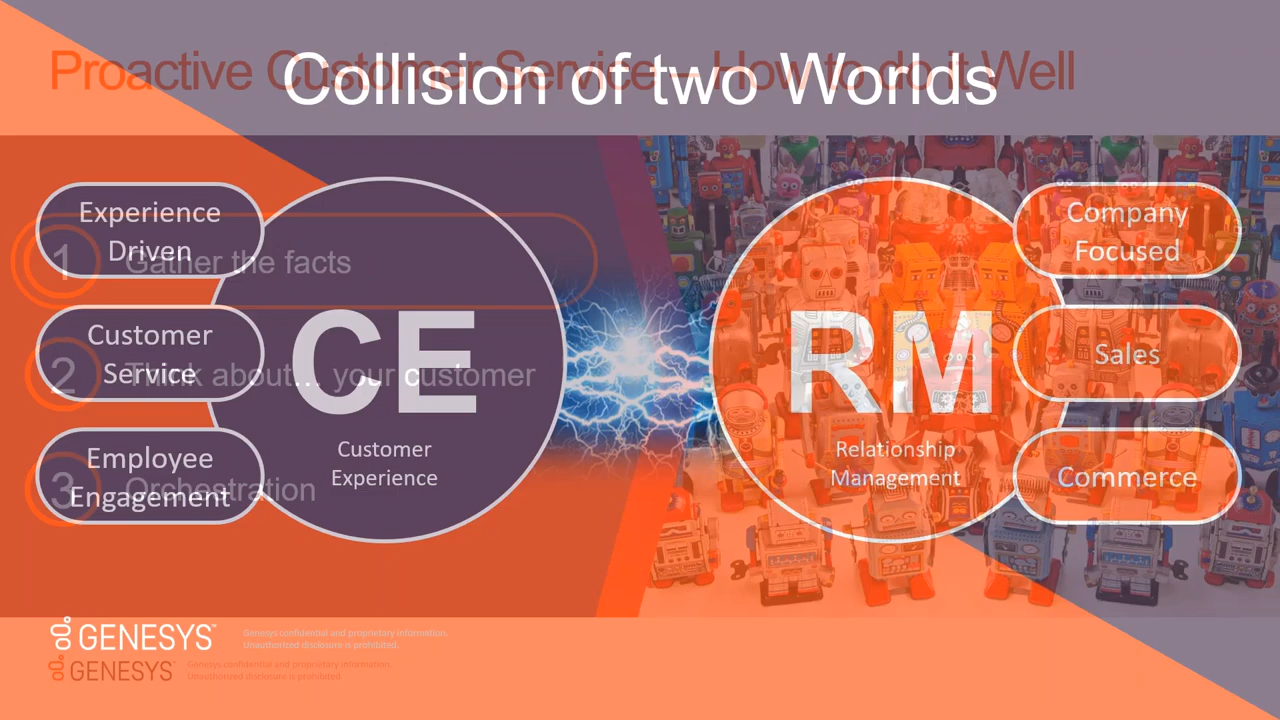 Proactive Customer Service – How to do it Well
Collision of two Worlds
Experience
Driven
1
Gather the facts
Customer
Service
2
Think about... your customer
Employee
Engagement
3
Orchestration
CE
Customer
Experience
RM
Relationship
Management
Company
Focused
Sales
Commerce
GENESYS™
Genesys confidential and proprietary information.
Unauthorized disclosure is prohibited.
GENESYS™
Genesys confidential and proprietary information.
Unauthorized disclosure is prohibited.